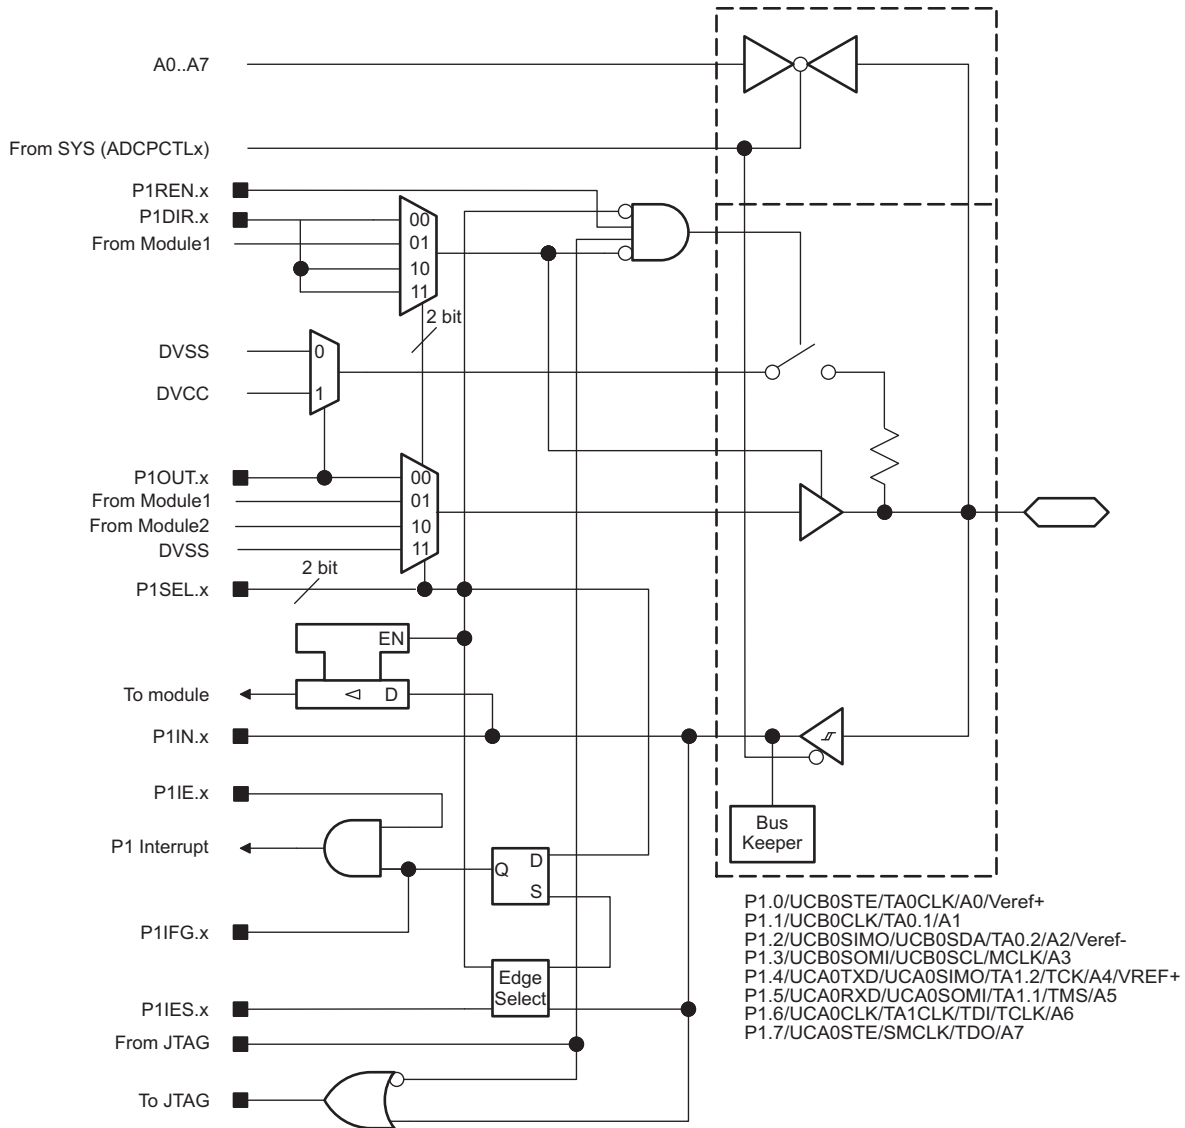 A0..A7
From SYS (ADCPCTLx)
P1REN.x
P1DIR.x
From Module1
00
01
10
11
2 bit
DVSS
0
DVCC
1
P1OUT.x
From Module1
From Module2
DVSS
00
01
10
11
2 bit
P1SEL.x
EN
To module
D
P1IN.x
P1IE.x
Bus
Keeper
P1 Interrupt
Q
D
S
P1IFG.x
Edge
Select
P1IES.x
From JTAG
To JTAG
P1.0/UCB0STE/TA0CLK/A0/Veref+
P1.1/UCB0CLK/TA0.1/A1
P1.2/UCB0SIMO/UCB0SDA/TA0.2/A2/Veref-
P1.3/UCB0SOMI/UCB0SCL/MCLK/A3
P1.4/UCA0TXD/UCA0SIMO/TA1.2/TCK/A4/VREF+
P1.5/UCA0RXD/UCA0SOMI/TA1.1/TMS/A5
P1.6/UCA0CLK/TA1CLK/TDI/TCLK/A6
P1.7/UCA0STE/SMCLK/TDO/A7